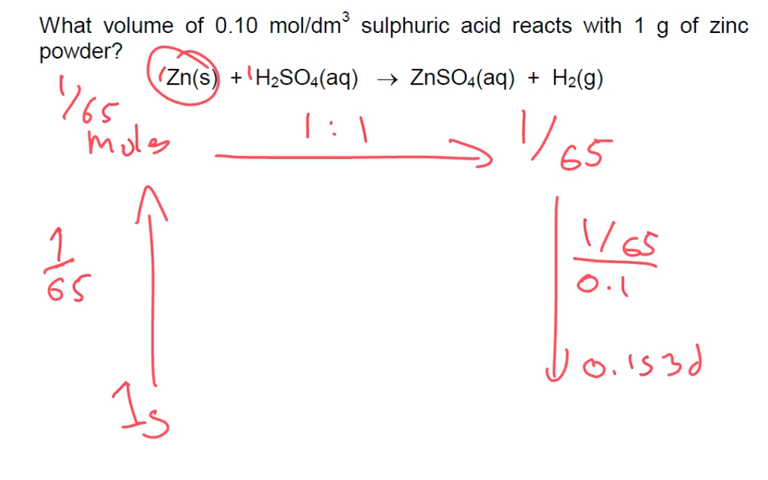 What volume of 0.10 mol/dm³ sulphuric acid reacts with 1 g of zinc
powder?
1Zn(s) + 1H₂SO₄(aq) → ZnSO₄(aq) + H₂(g)
1/65
moles
1 : 1
1/65
1
65
1/65
0.1
0.153d
1g